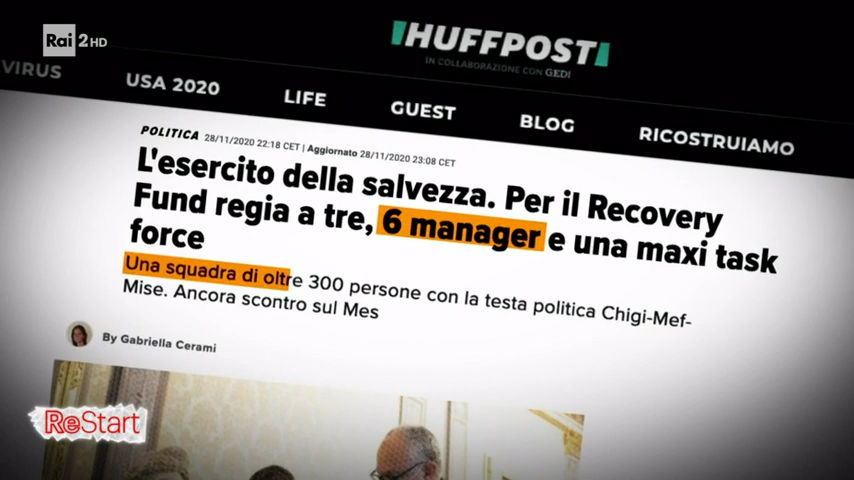 Rai 2HD
HUFFPOST
IN COLLABORAZIONE CON GEDI
VIRUS
USA 2020
LIFE
GUEST
BLOG
RICOSTRUIAMO
POLITICA 28/11/2020 22:18 CET | Aggiornato 28/11/2020 23:08 CET
L'esercito della salvezza. Per il Recovery
Fund regia a tre, 6 manager e una maxi task
force
Una squadra di oltre 300 persone con la testa politica Chigi-Mef-
Mise. Ancora scontro sul Mes
By Gabriella Cerami
ReStart